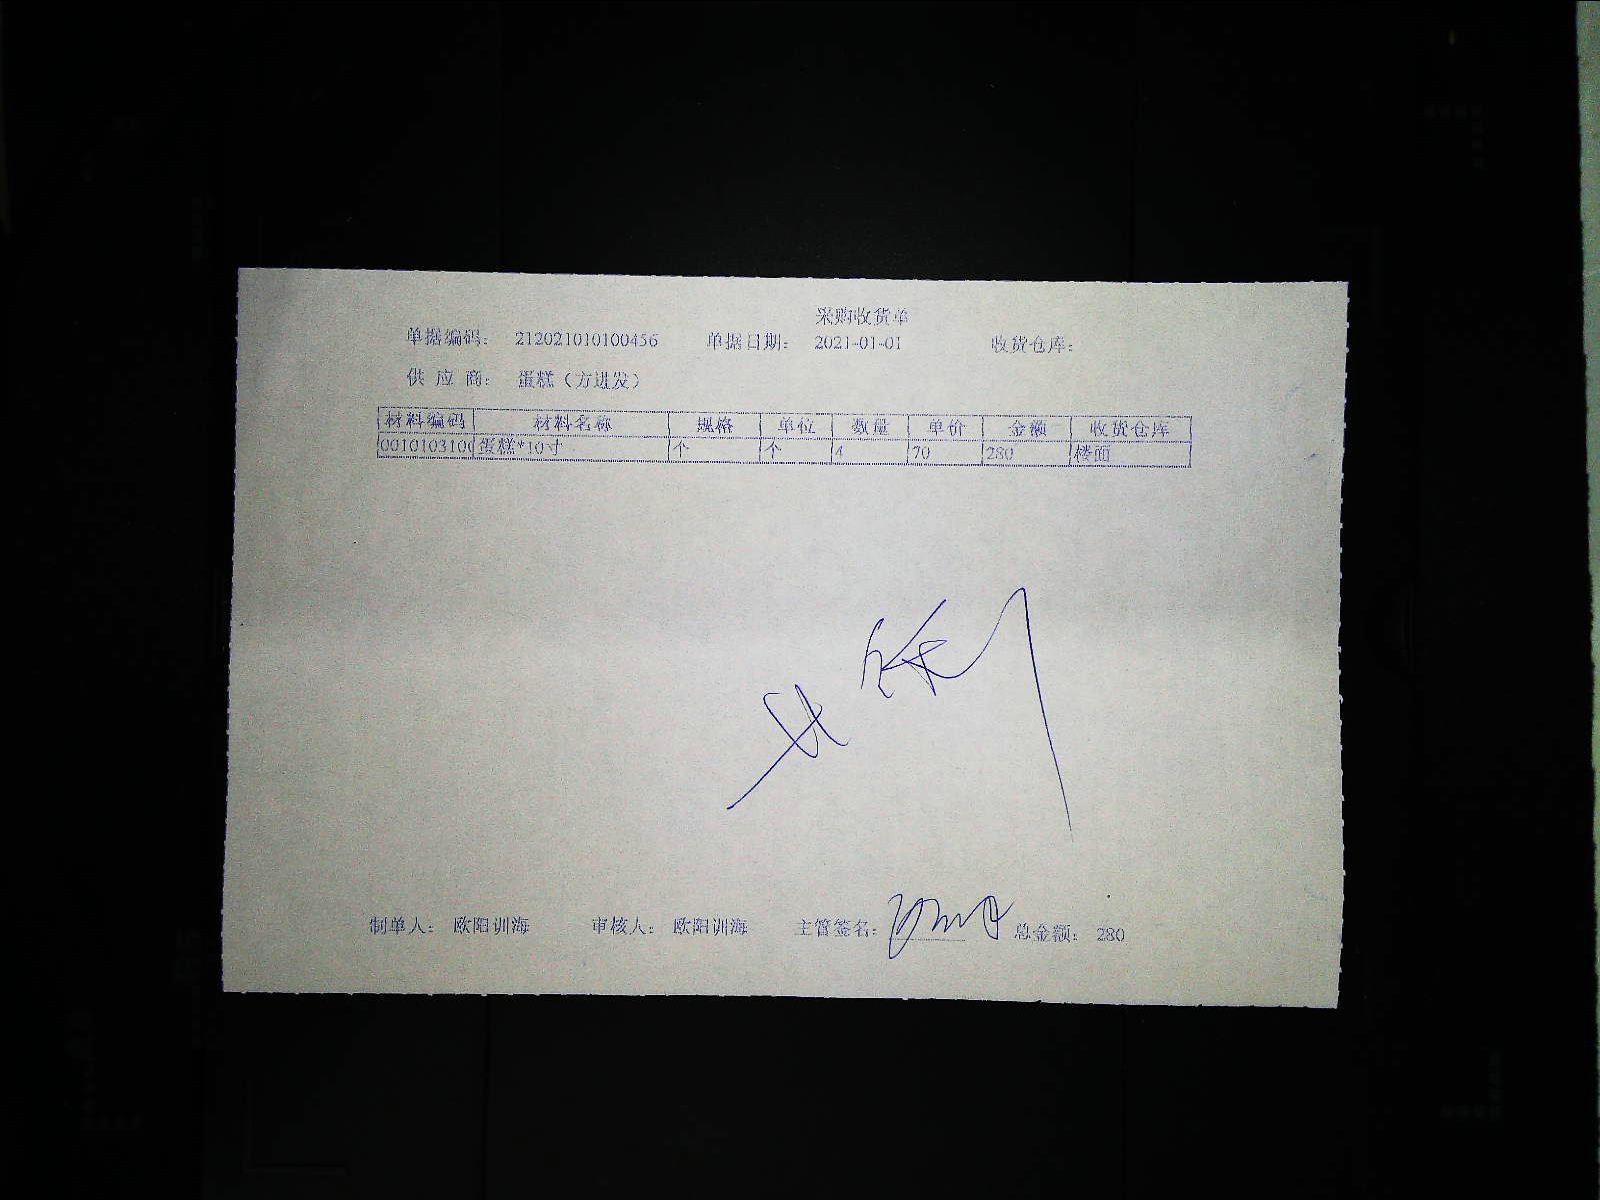 采购收货单
单据编码: 212021010100456 单据日期: 2021-01-01 收货仓库:
供 应 商: 蛋糕（方进发）
材料编码 材料名称 规格 单位 数量 单价 金额 收货仓库
0010103100 蛋糕*10寸 个 个 4 70 280 楼面
制单人: 欧阳训海 审核人: 欧阳训海 主管签名: 总金额: 280